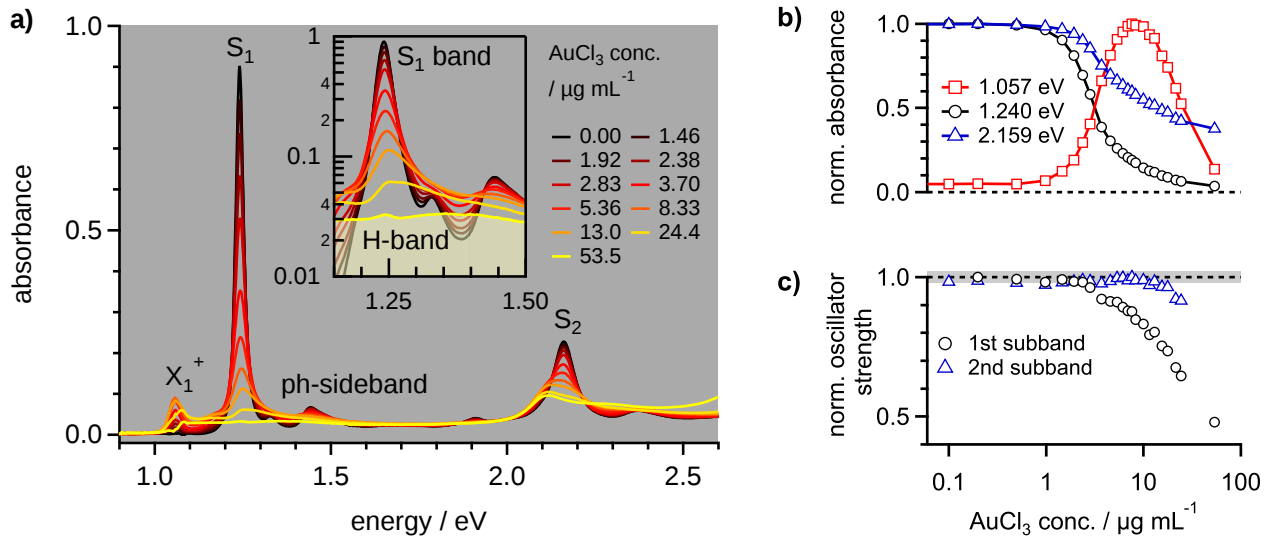 a)
1.0
0.5
0.0
absorbance
1.0
1.5
2.0
2.5
energy / eV
S1
X1+
ph-sideband
S2
1
4
2
0.1
4
2
0.01
1.25
1.50
S1 band
H-band
AuCl3 conc.
/ µg mL-1
0.00 1.46
1.92 2.38
2.83 3.70
5.36 8.33
13.0 24.4
53.5
b)
norm. absorbance
1.0
0.5
0.0
1.057 eV
1.240 eV
2.159 eV
c)
norm. oscillator
strength
1.0
0.5
1st subband
2nd subband
0.1
1
10
100
AuCl3 conc. / µg mL-1